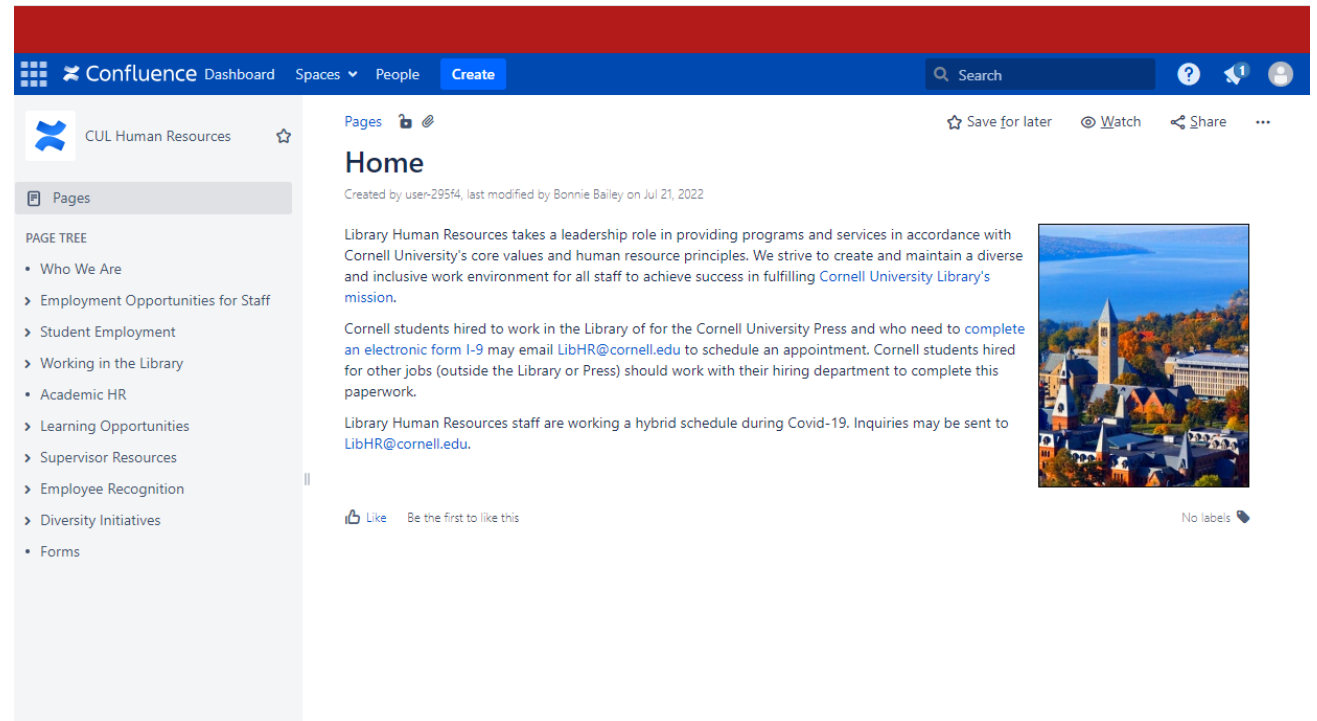 Confluence Dashboard Spaces People Create Search ? 1
CUL Human Resources
Pages
PAGE TREE
Who We Are
Employment Opportunities for Staff
Student Employment
Working in the Library
Academic HR
Learning Opportunities
Supervisor Resources
Employee Recognition
Diversity Initiatives
Forms
Pages
Save for later Watch Share
Home
Created by user-295f4, last modified by Bonnie Bailey on Jul 21, 2022
Library Human Resources takes a leadership role in providing programs and services in accordance with
Cornell University's core values and human resource principles. We strive to create and maintain a diverse
and inclusive work environment for all staff to achieve success in fulfilling Cornell University Library's
mission.
Cornell students hired to work in the Library of for the Cornell University Press and who need to complete
an electronic form I-9 may email LibHR@cornell.edu to schedule an appointment. Cornell students hired
for other jobs (outside the Library or Press) should work with their hiring department to complete this
paperwork.
Library Human Resources staff are working a hybrid schedule during Covid-19. Inquiries may be sent to
LibHR@cornell.edu.
Like Be the first to like this
No labels